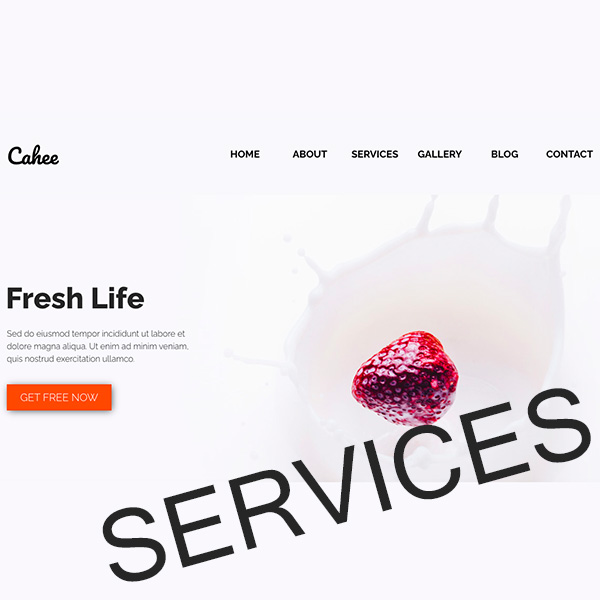 Cahee
HOME ABOUT SERVICES GALLERY BLOG CONTACT
Fresh Life
Sed do eiusmod tempor incididunt ut labore et
dolore magna aliqua. Ut enim ad minim veniam,
quis nostrud exercitation ullamco.
GET FREE NOW
SERVICES